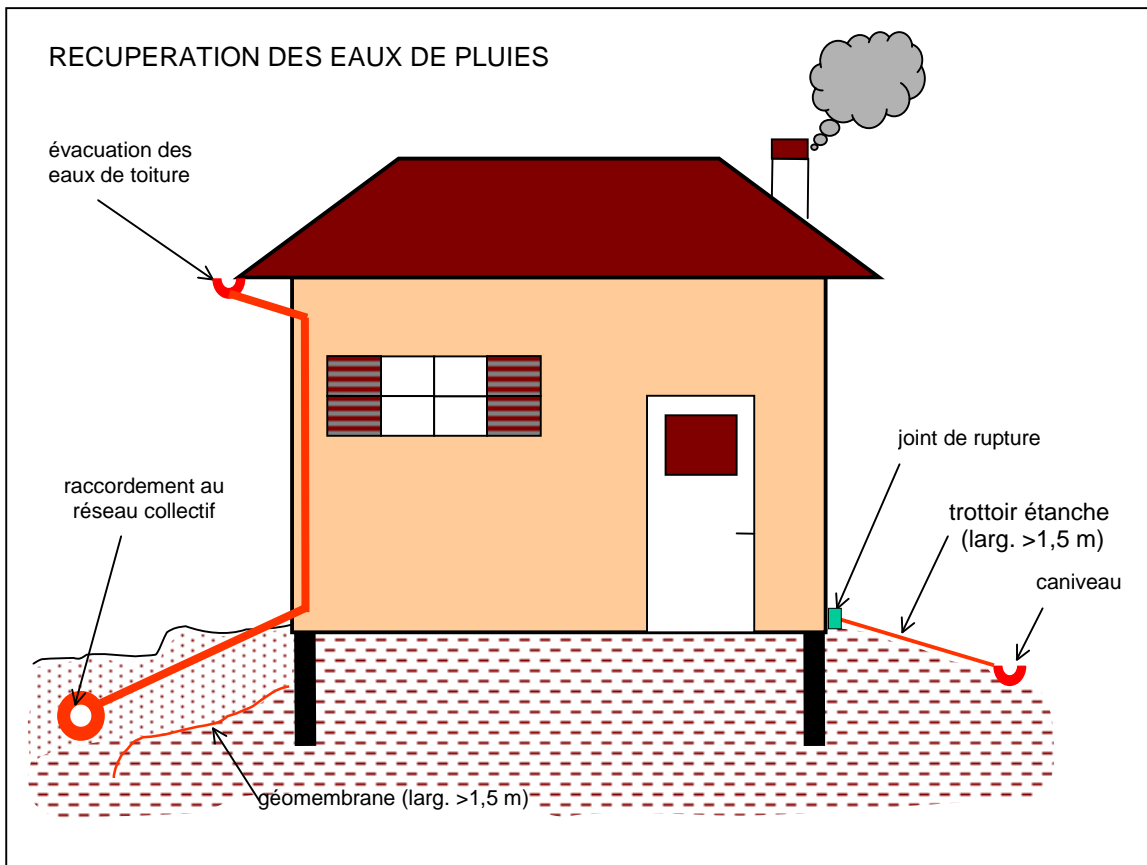 RECUPERATION DES EAUX DE PLUIES
évacuation des
eaux de toiture
joint de rupture
raccordement au
réseau collectif
trottoir étanche
(larg. >1,5 m)
caniveau
géomembrane (larg. >1,5 m)